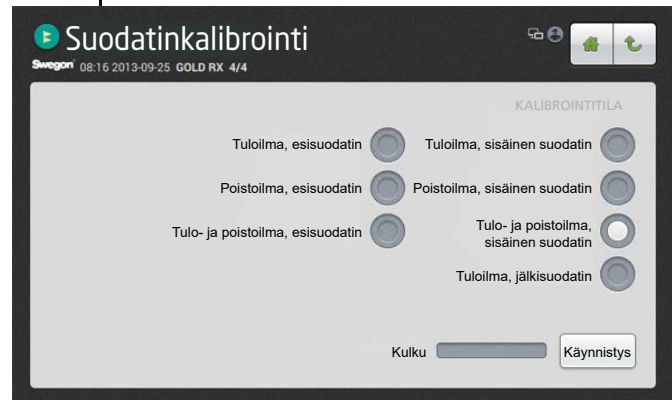 Suodatinkalibrointi
Swegon 08:16 2013-09-25 GOLD RX 4/4
KALIBROINTITILA
Tuloilma, esisuodatin
Tuloilma, sisäinen suodatin
Poistoilma, esisuodatin
Poistoilma, sisäinen suodatin
Tulo- ja poistoilma, esisuodatin
Tulo- ja poistoilma,
sisäinen suodatin
Tuloilma, jälkisuodatin
Kulku
Käynnistys